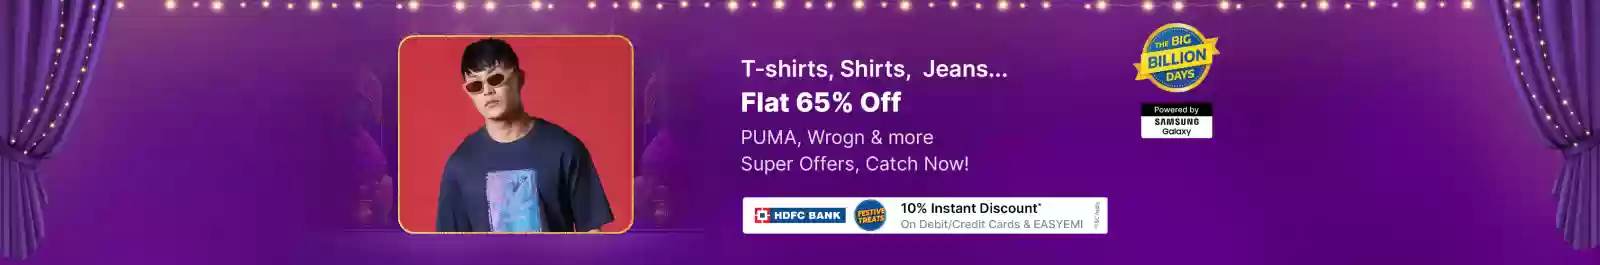 T-shirts, Shirts, Jeans...
Flat 65% Off
PUMA, Wrogn & more
Super Offers, Catch Now!
HDFC BANK
FESTIVE
TREATS
10% Instant Discount*
On Debit/Credit Cards & EASYEMI
THE BIG
BILLION
DAYS
Powered by
SAMSUNG
Galaxy